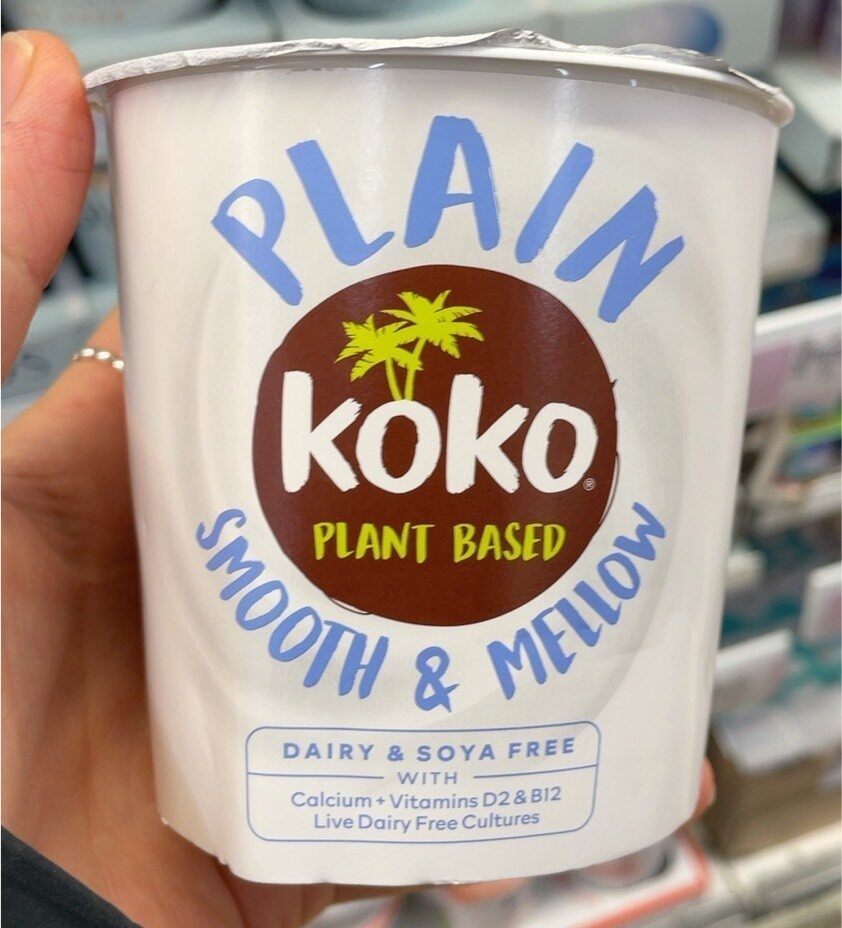 PLAIN
koko®
PLANT BASED
SMOOTH & MELLOW
DAIRY & SOYA FREE
WITH
Calcium + Vitamins D2 & B12
Live Dairy Free Cultures